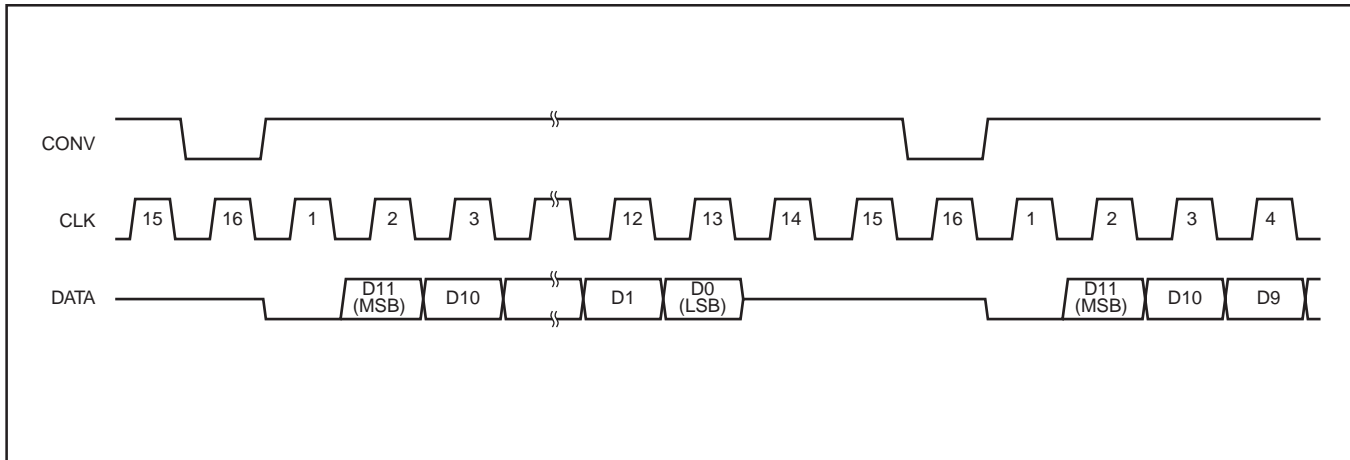 CONV
CLK 15 16 1 2 3 12 13 14 15 16 1 2 3 4
DATA D11 (MSB) D10 D1 D0 (LSB) D11 (MSB) D10 D9